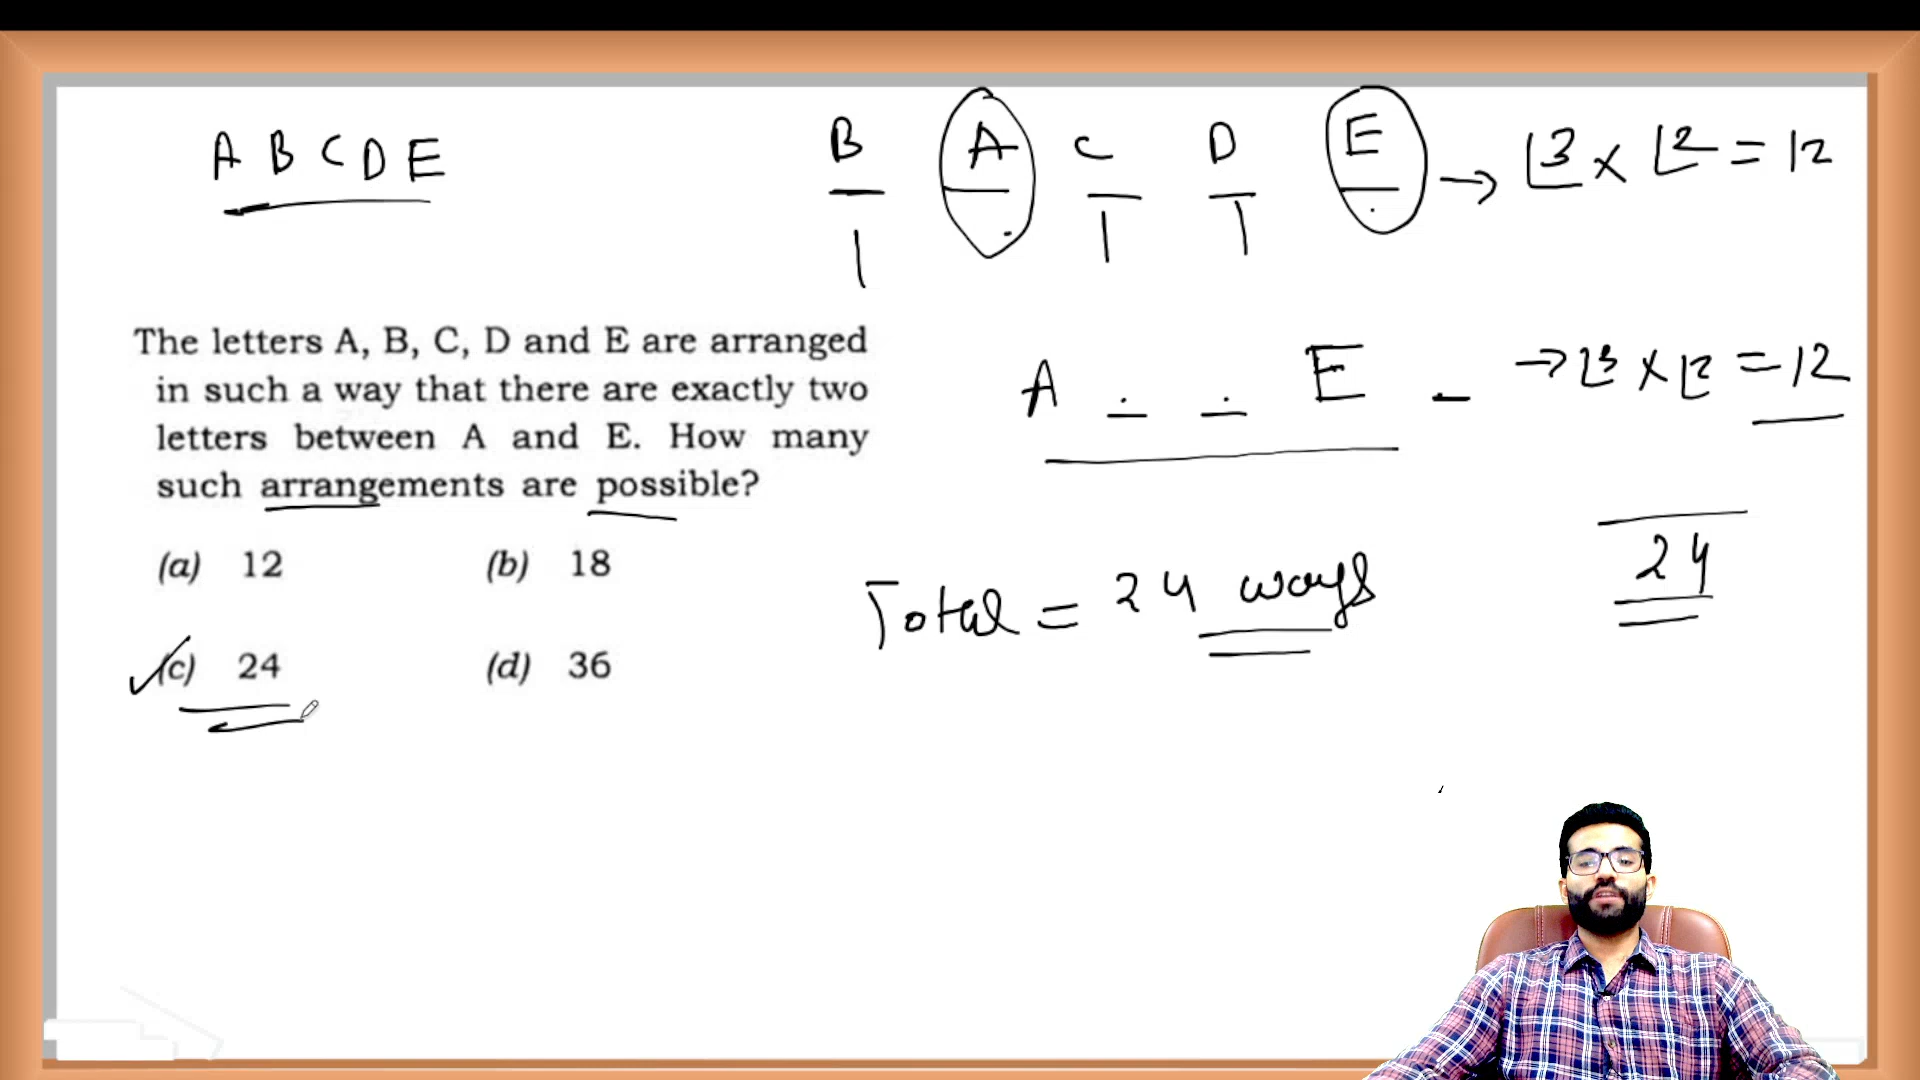 A B C D E
B A C D E → ⌊3 × ⌊2 = 12
The letters A, B, C, D and E are arranged
in such a way that there are exactly two
letters between A and E. How many
such arrangements are possible?
A _ _ E _ → ⌊3 × ⌊2 = 12
24
(a) 12 (b) 18
Total = 24 ways
(c) 24 (d) 36